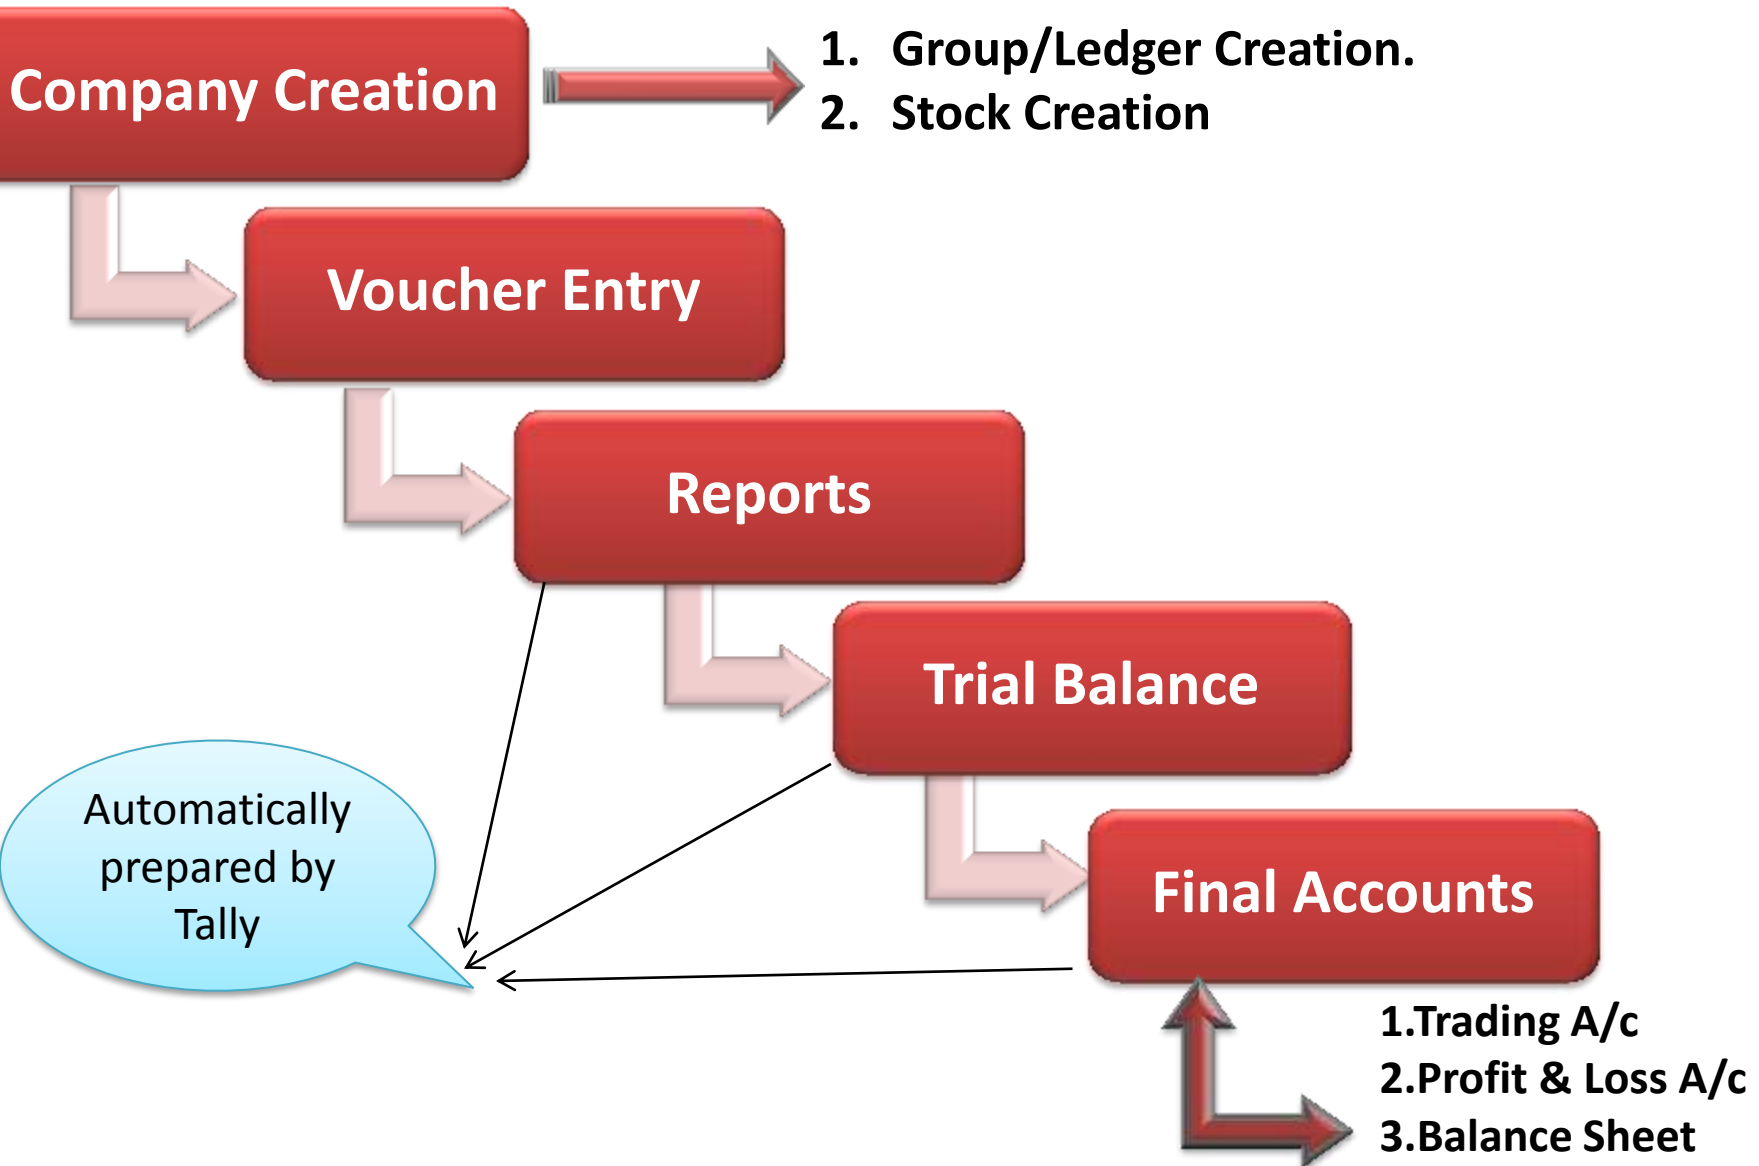 Company Creation
1. Group/Ledger Creation.
2. Stock Creation
Voucher Entry
Reports
Trial Balance
Automatically
prepared by
Tally
Final Accounts
1.Trading A/c
2.Profit & Loss A/c
3.Balance Sheet